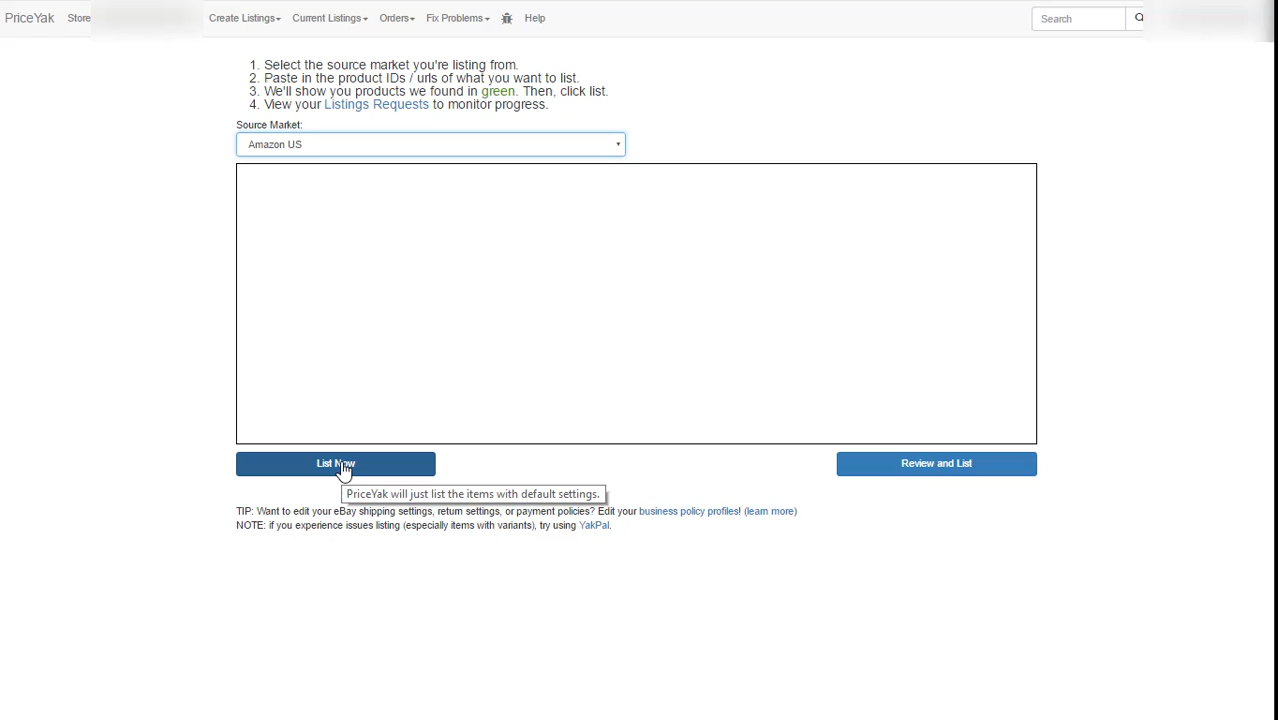 PriceYak Store Create Listings Current Listings Orders Fix Problems Help Search
1. Select the source market you're listing from.
2. Paste in the product IDs / urls of what you want to list.
3. We'll show you products we found in green. Then, click list.
4. View your Listings Requests to monitor progress.
Source Market:
Amazon US
List Now Review and List
PriceYak will just list the items with default settings.
TIP: Want to edit your eBay shipping settings, return settings, or payment policies? Edit your business policy profiles! (learn more)
NOTE: if you experience issues listing (especially items with variants), try using YakPal.